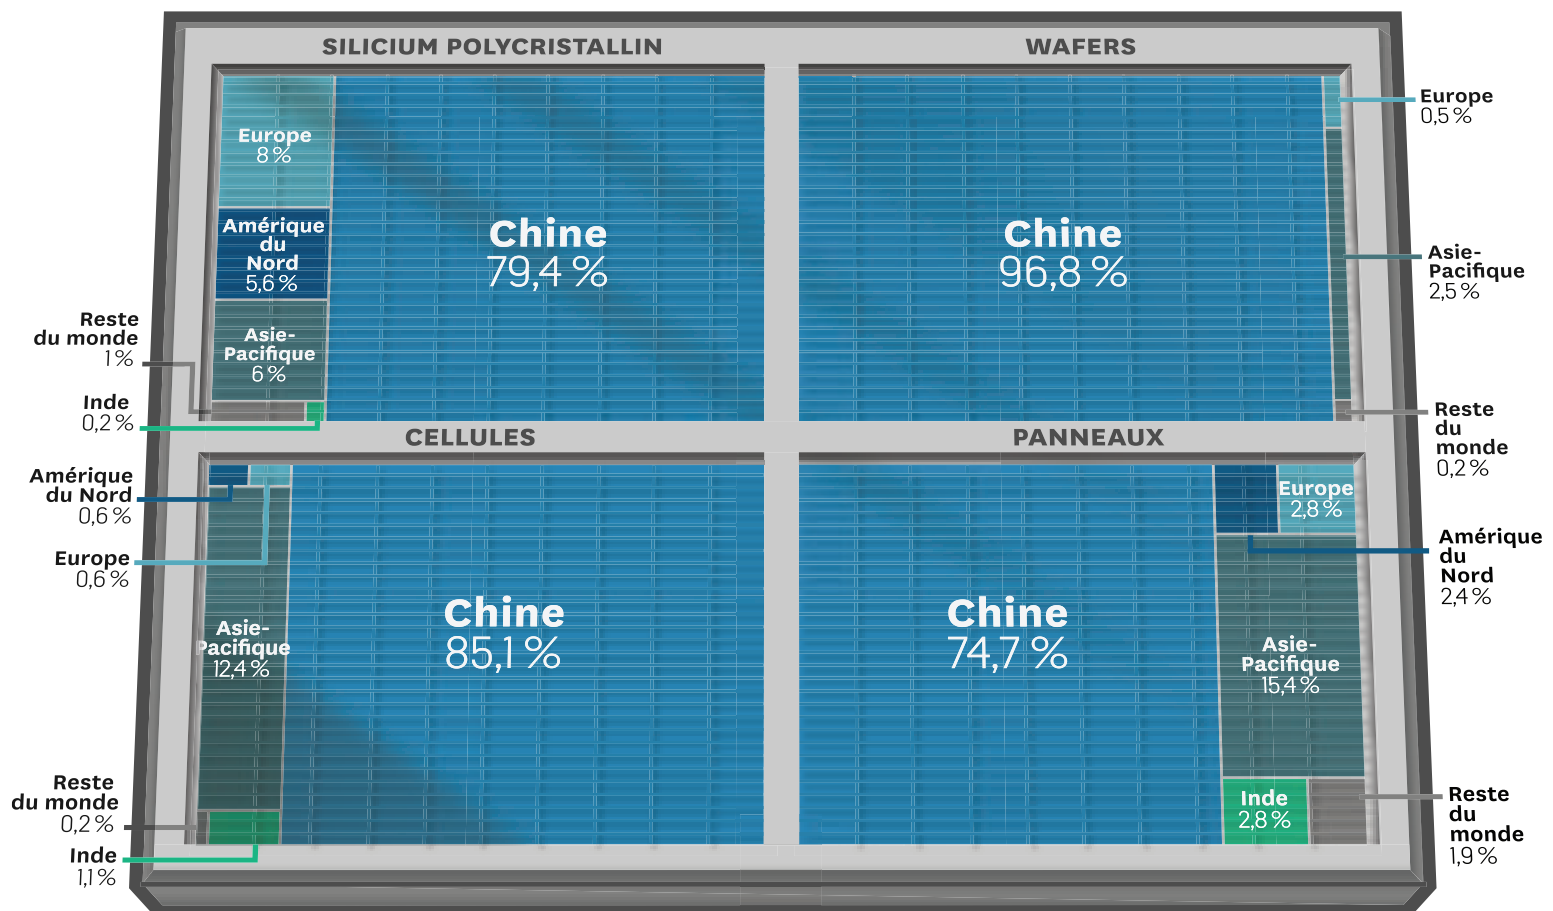 SILICIUM POLYCRISTALLIN
Europe
8 %
Amérique
du
Nord
5,6 %
Asie-
Pacifique
6 %
Reste
du monde
1 %
Inde
0,2 %
Chine
79,4 %
WAFERS
Chine
96,8 %
Europe
0,5 %
Asie-
Pacifique
2,5 %
Reste
du
monde
0,2 %
CELLULES
Amérique
du Nord
0,6 %
Europe
0,6 %
Asie-
Pacifique
12,4 %
Reste
du monde
0,2 %
Inde
1,1 %
Chine
85,1 %
PANNEAUX
Chine
74,7 %
Europe
2,8 %
Amérique
du
Nord
2,4 %
Asie-
Pacifique
15,4 %
Inde
2,8 %
Reste
du
monde
1,9 %